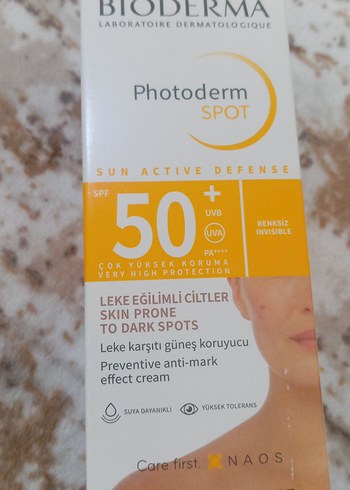 BIODERMA
LABORATOIRE DERMATOLOGIQUE
Photoderm
SPOT
SUN ACTIVE DEFENSE
SPF
50+
UVB
UVA
PA++++
RENKSİZ
INVISIBLE
ÇOK YÜKSEK KORUMA
VERY HIGH PROTECTION
LEKE EĞİLİMLİ CİLTLER
SKIN PRONE
TO DARK SPOTS
Leke karşıtı güneş koruyucu
Preventive anti-mark
effect cream
SUYA DAYANIKLI
YÜKSEK TOLERANS
Care first.
NAOS